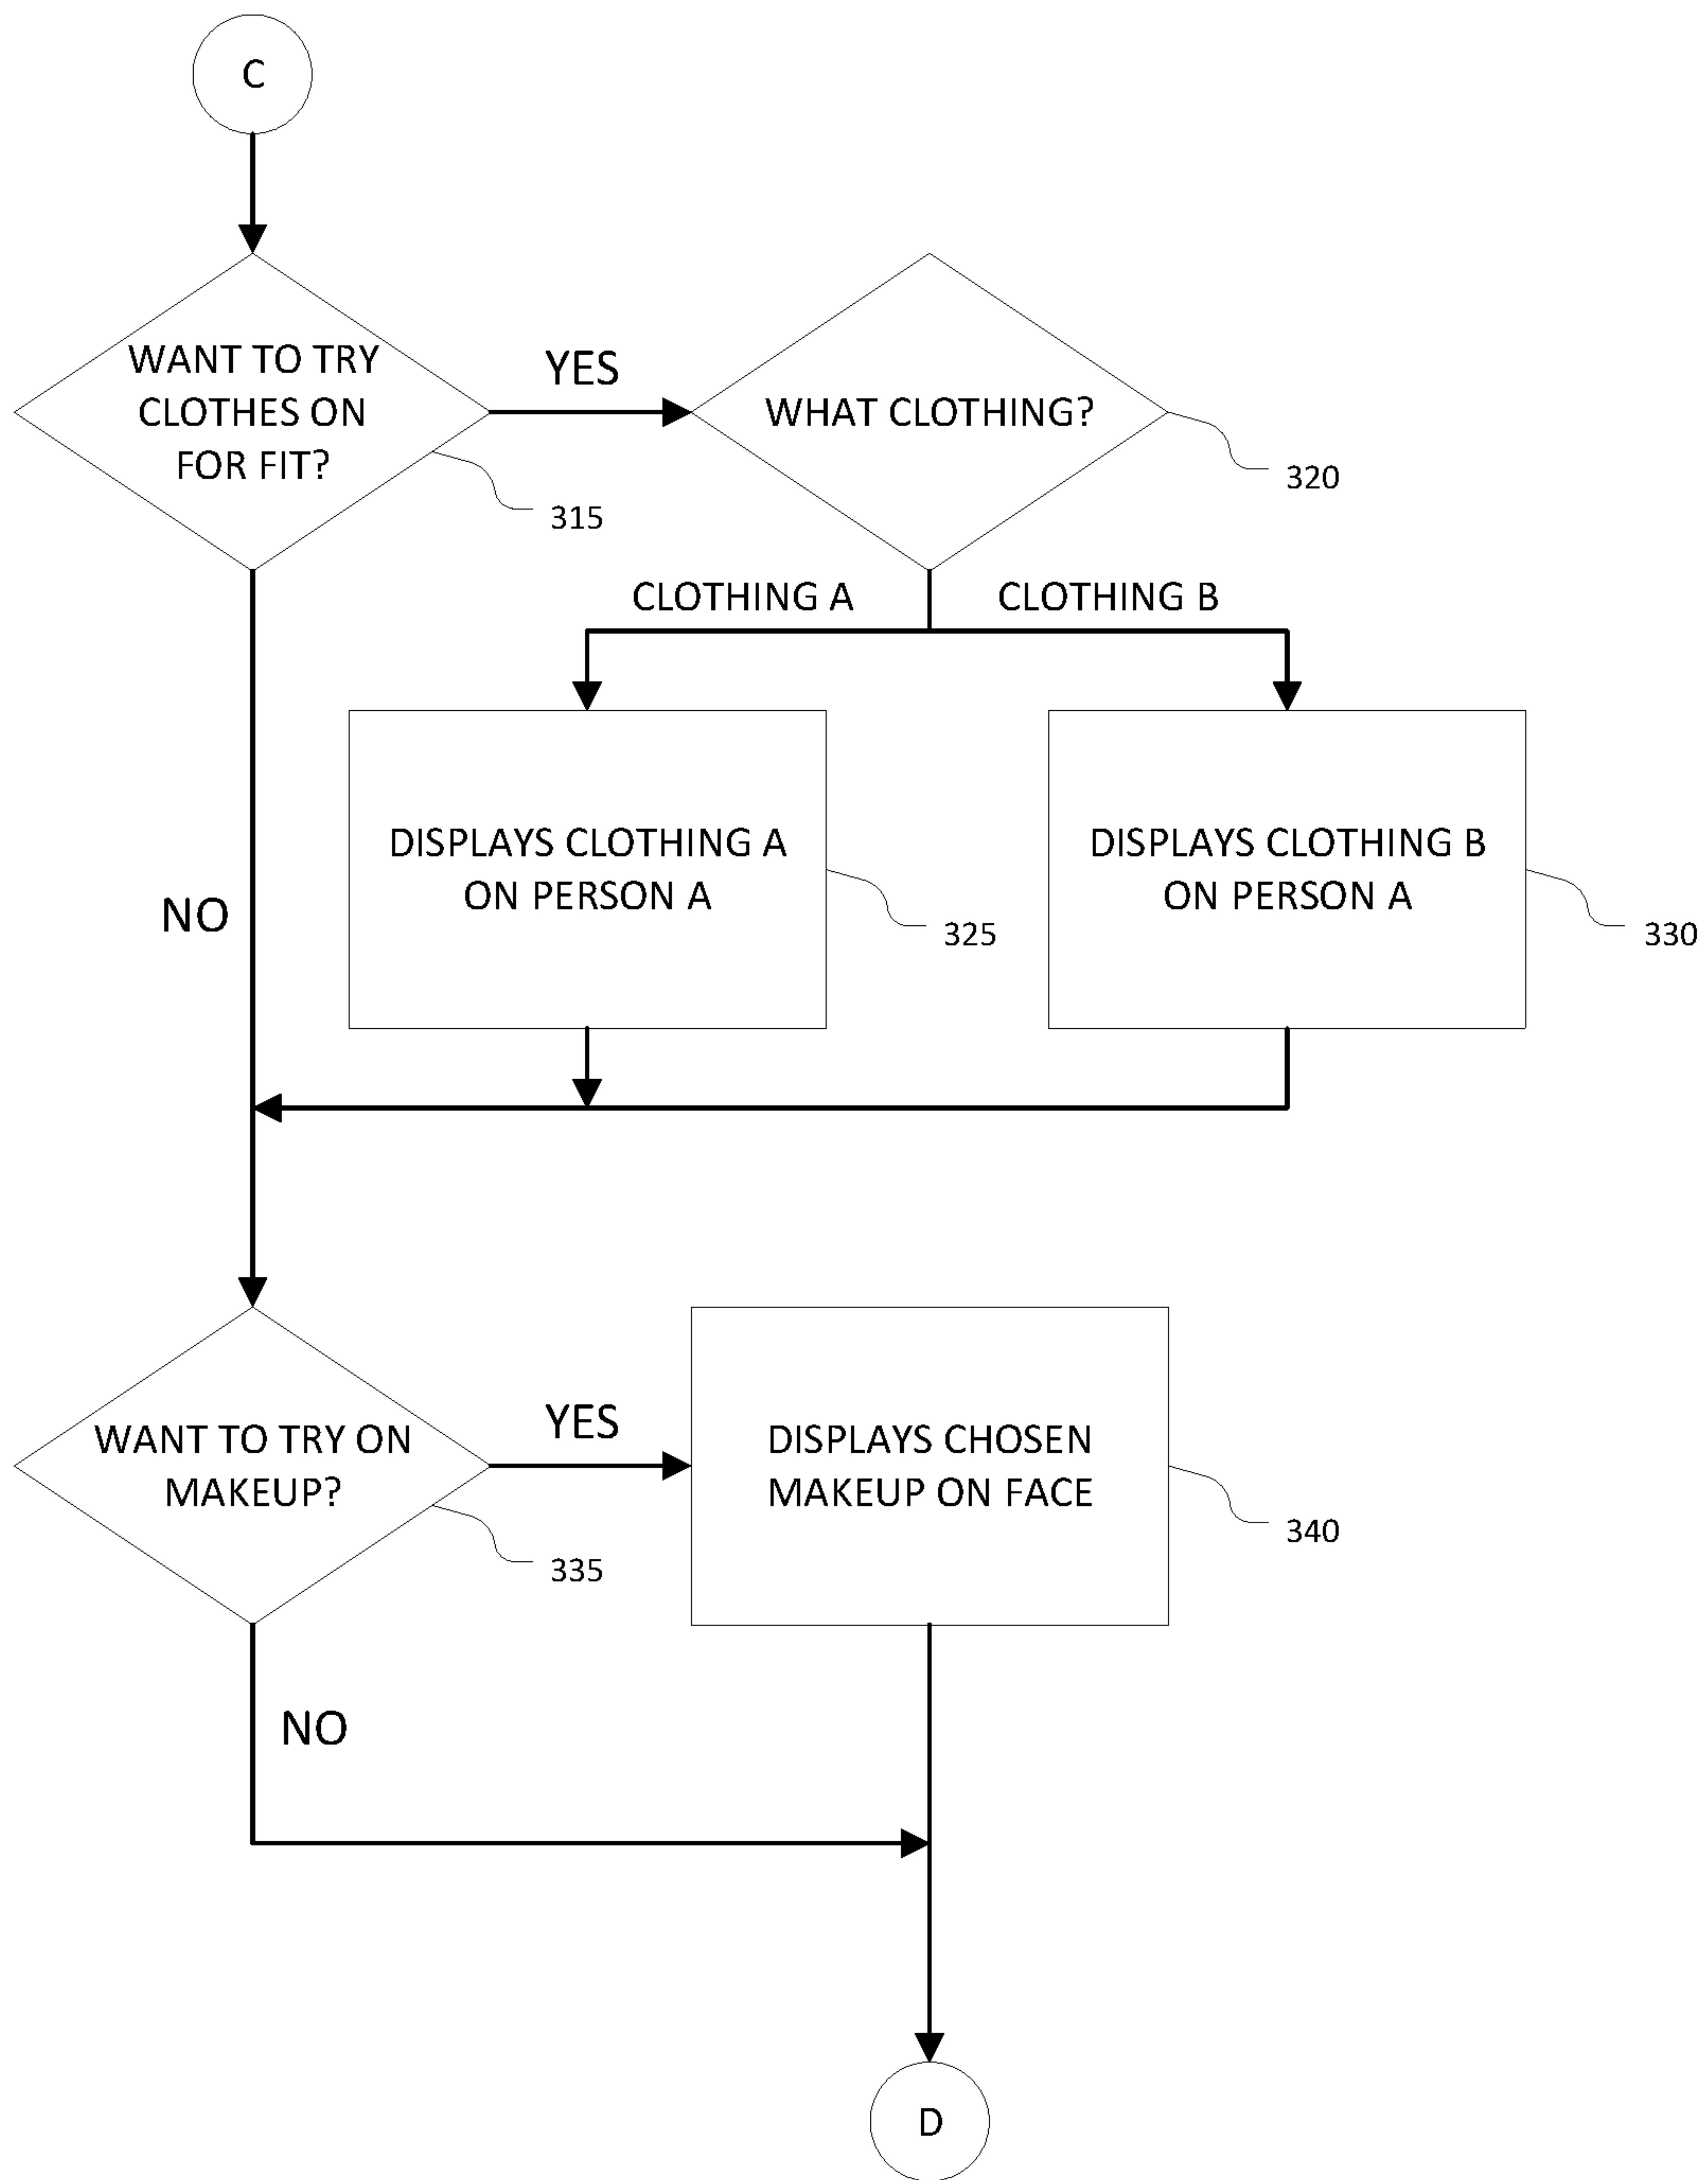 C
WANT TO TRY
CLOTHES ON
FOR FIT?
315
YES
WHAT CLOTHING?
320
CLOTHING A
CLOTHING B
DISPLAYS CLOTHING A
ON PERSON A
325
DISPLAYS CLOTHING B
ON PERSON A
330
NO
WANT TO TRY ON
MAKEUP?
335
YES
DISPLAYS CHOSEN
MAKEUP ON FACE
340
NO
D